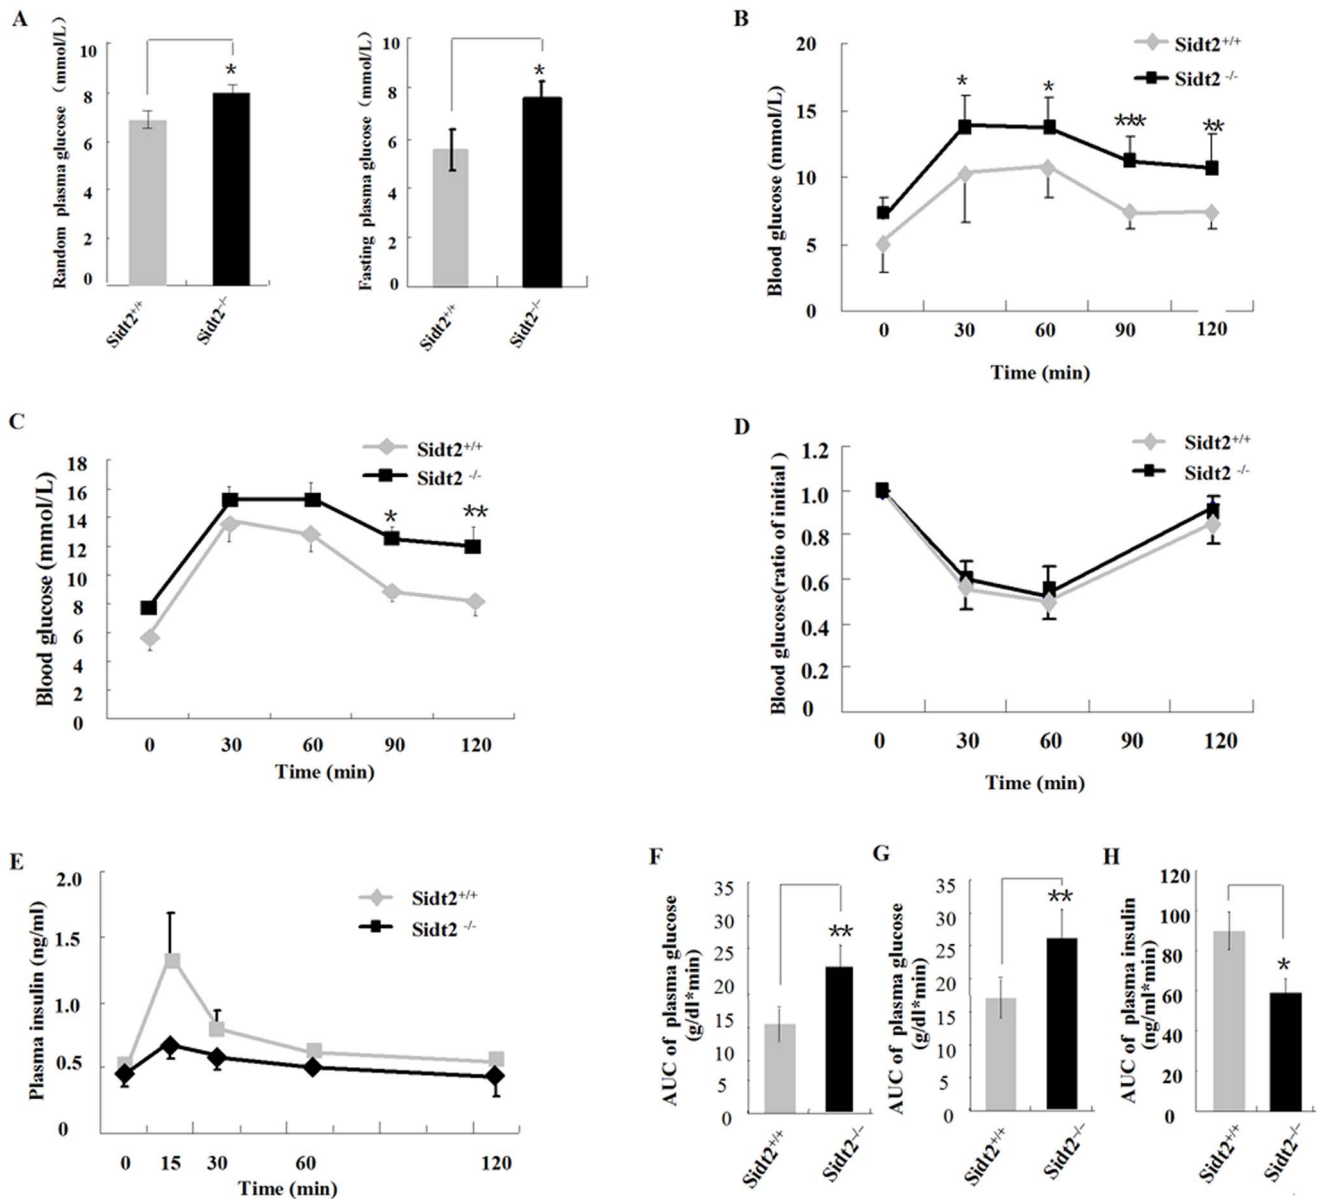 A
Random plasma glucose (mmol/L)
10
8
6
4
2
0
*
Sidt2+/+
Sidt2-/-
Fasting plasma glucose (mmol/L)
10
8
6
4
2
0
*
Sidt2+/+
Sidt2-/-
B
Sidt2+/+
Sidt2 -/-
Blood glucose (mmol/L)
20
15
10
5
0
*
*
***
**
0 30 60 90 120
Time (min)
C
Sidt2+/+
Sidt2 -/-
Blood glucose (mmol/L)
18
16
14
12
10
8
6
4
2
0
*
**
0 30 60 90 120
Time (min)
D
Sidt2+/+
Sidt2 -/-
Blood glucose(ratio of initial )
1.2
1.0
0.8
0.6
0.4
0.2
0
0 30 60 90 120
Time (min)
E
Sidt2+/+
Sidt2 -/-
Plasma insulin (ng/ml)
2.0
1.5
1.0
0.5
0
0 15 30 60 120
Time (min)
F
AUC of plasma glucose
(g/dl*min)
35
30
25
20
15
10
5
0
**
Sidt2+/+
Sidt2-/-
G
AUC of plasma glucose
(g/dl*min)
35
30
25
20
15
10
5
0
**
Sidt2+/+
Sidt2-/-
H
AUC of plasma insulin
(ng/ml*min)
120
100
80
60
40
20
0
*
Sidt2+/+
Sidt2-/-